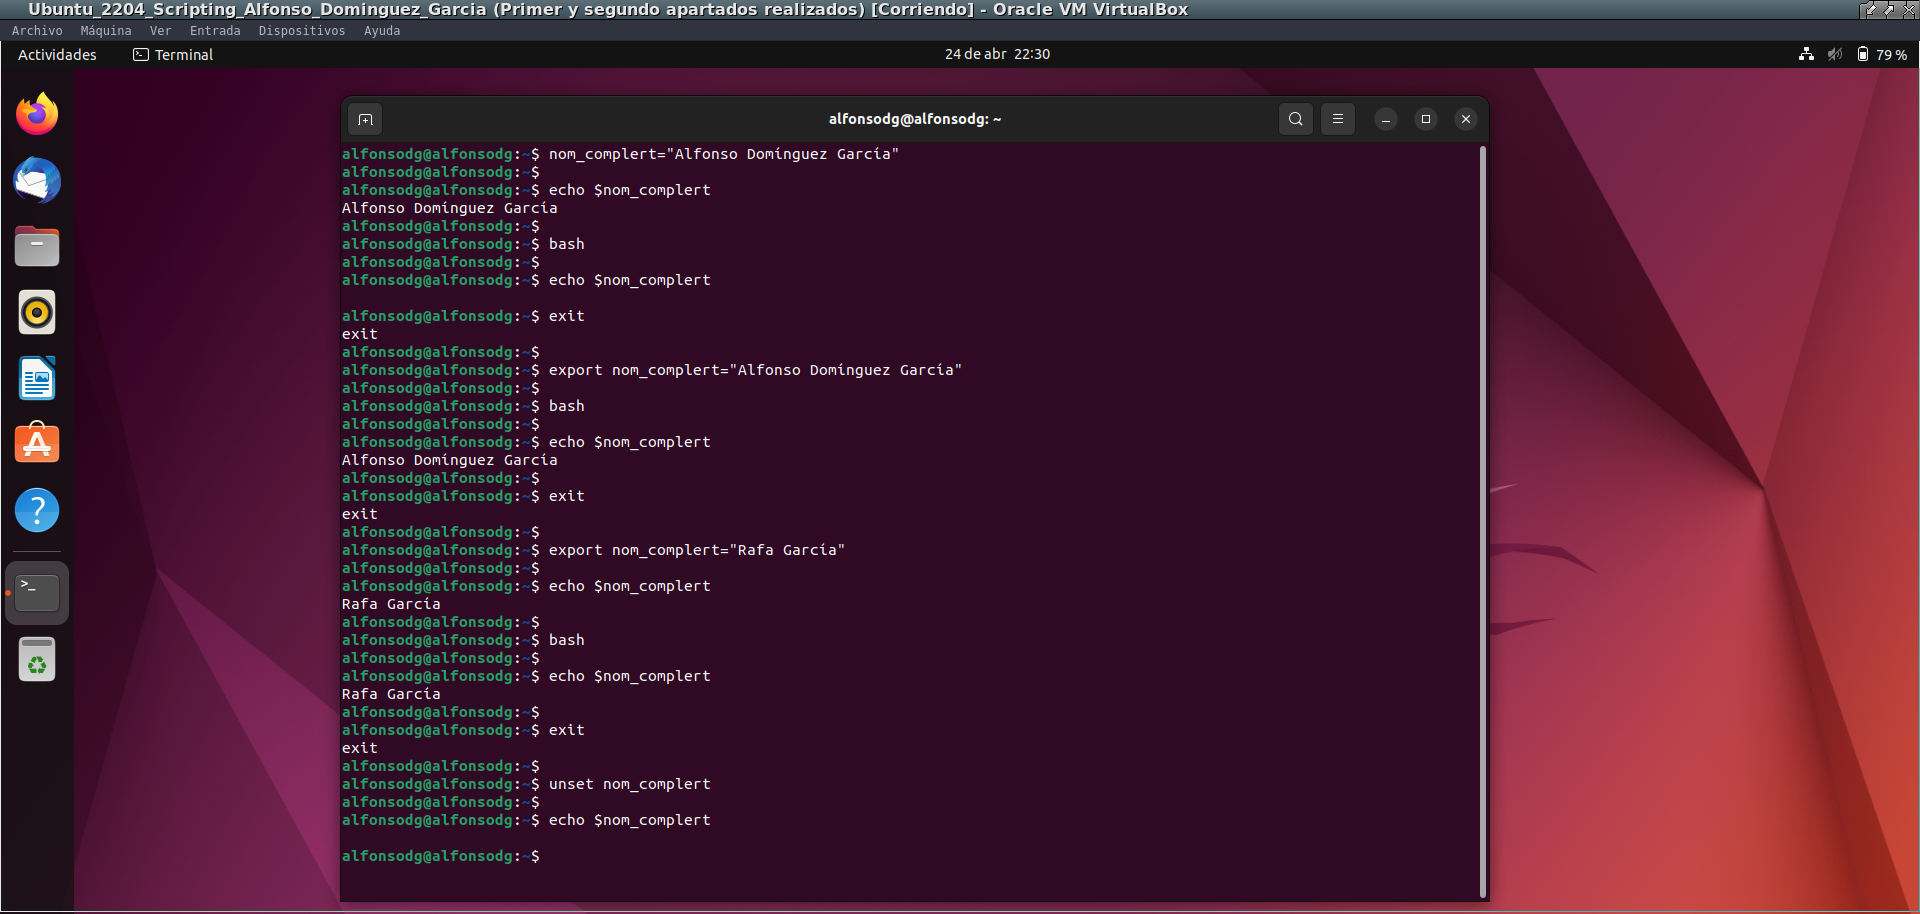 Ubuntu_2204_Scripting_Alfonso_Dominguez_Garcia (Primer y segundo apartados realizados) [Corriendo] - Oracle VM VirtualBox
Archivo Máquina Ver Entrada Dispositivos Ayuda
Actividades Terminal 24 de abr 22:30 79 %
alfonsodg@alfonsodg: ~
alfonsodg@alfonsodg:~$ nom_complert="Alfonso Domínguez García"
alfonsodg@alfonsodg:~$
alfonsodg@alfonsodg:~$ echo $nom_complert
Alfonso Domínguez García
alfonsodg@alfonsodg:~$
alfonsodg@alfonsodg:~$ bash
alfonsodg@alfonsodg:~$
alfonsodg@alfonsodg:~$ echo $nom_complert
alfonsodg@alfonsodg:~$ exit
exit
alfonsodg@alfonsodg:~$
alfonsodg@alfonsodg:~$ export nom_complert="Alfonso Domínguez García"
alfonsodg@alfonsodg:~$
alfonsodg@alfonsodg:~$ bash
alfonsodg@alfonsodg:~$
alfonsodg@alfonsodg:~$ echo $nom_complert
Alfonso Domínguez García
alfonsodg@alfonsodg:~$
alfonsodg@alfonsodg:~$ exit
exit
alfonsodg@alfonsodg:~$
alfonsodg@alfonsodg:~$ export nom_complert="Rafa García"
alfonsodg@alfonsodg:~$
alfonsodg@alfonsodg:~$ echo $nom_complert
Rafa García
alfonsodg@alfonsodg:~$
alfonsodg@alfonsodg:~$ bash
alfonsodg@alfonsodg:~$
alfonsodg@alfonsodg:~$ echo $nom_complert
Rafa García
alfonsodg@alfonsodg:~$
alfonsodg@alfonsodg:~$ exit
exit
alfonsodg@alfonsodg:~$
alfonsodg@alfonsodg:~$ unset nom_complert
alfonsodg@alfonsodg:~$
alfonsodg@alfonsodg:~$ echo $nom_complert
alfonsodg@alfonsodg:~$